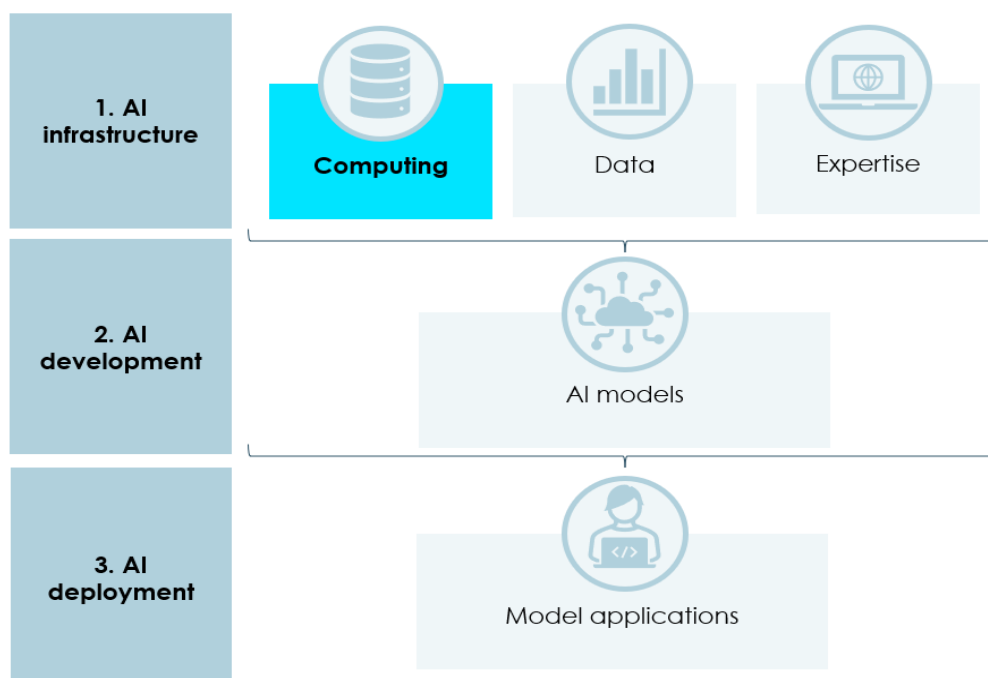 1. AI
infrastructure
Computing
Data
Expertise
2. AI
development
AI models
3. AI
deployment
</>
Model applications